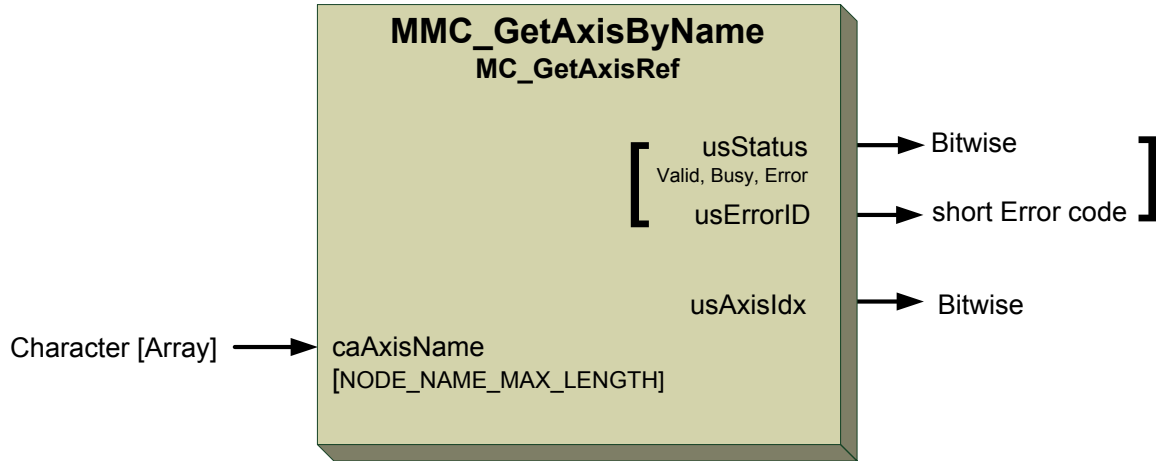 MMC_GetAxisByName
MC_GetAxisRef
usStatus
Bitwise
Valid, Busy, Error
usErrorID
short Error code
usAxisIdx
Bitwise
Character [Array]
caAxisName
[NODE_NAME_MAX_LENGTH]